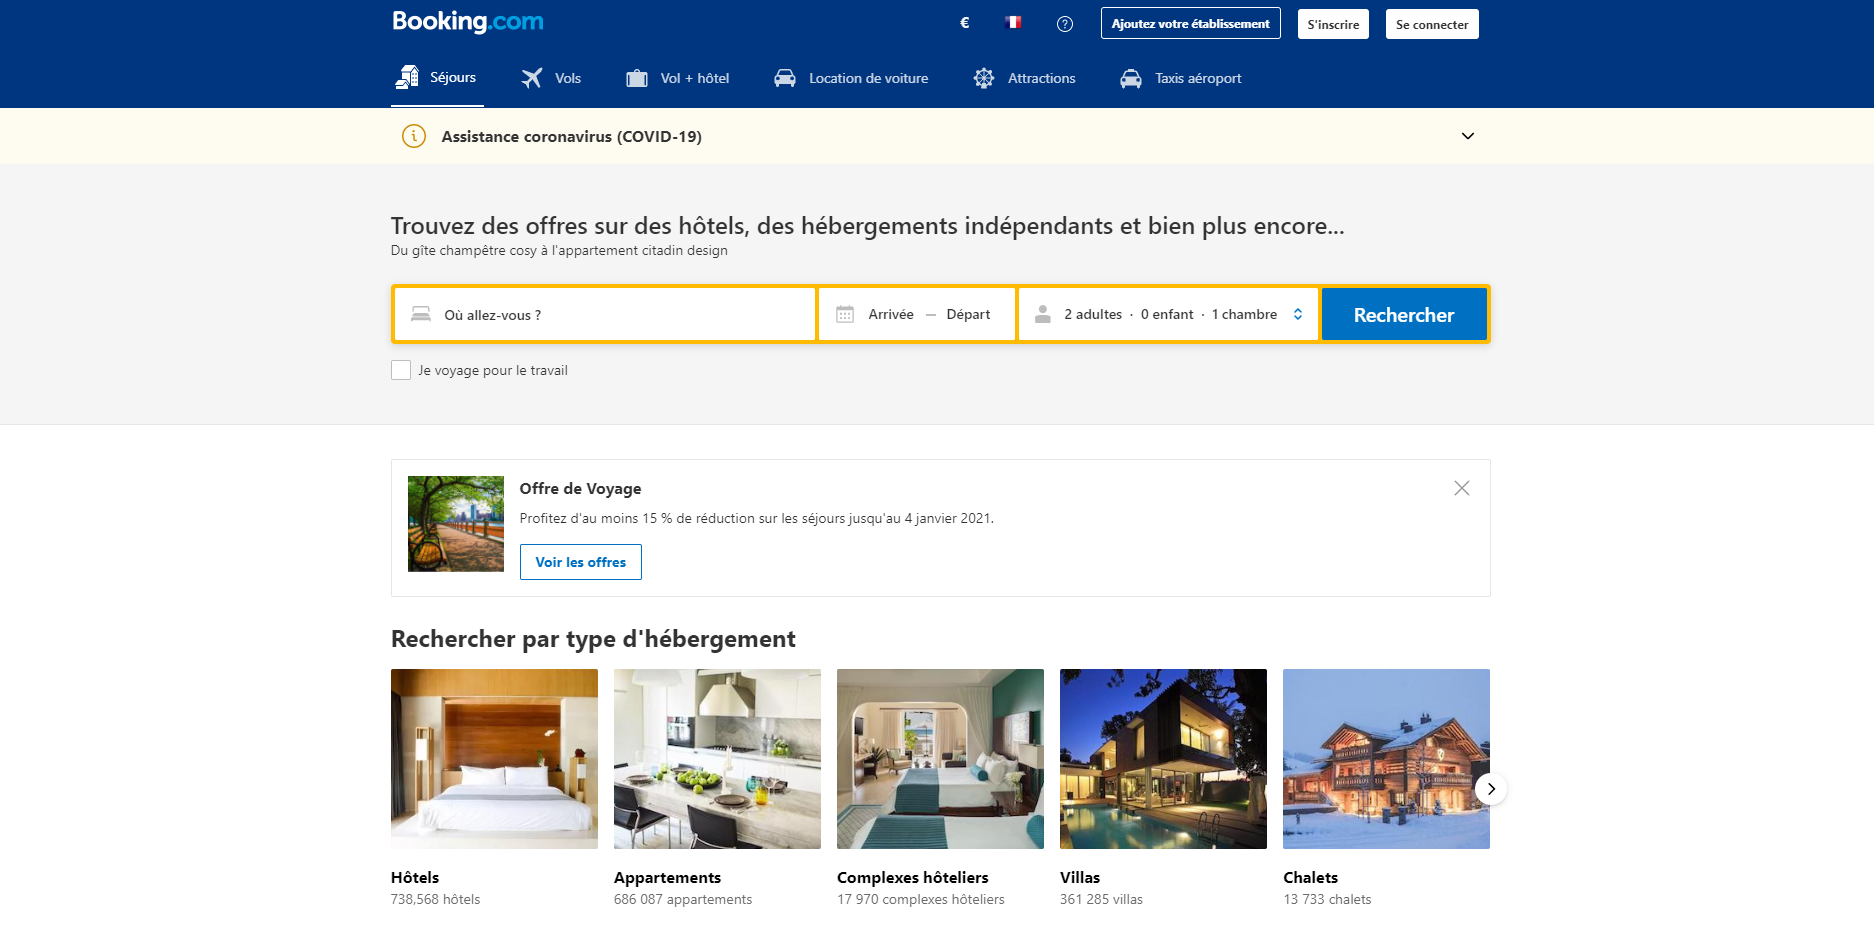 Booking.com
€
Ajoutez votre établissement
S'inscrire
Se connecter
Séjours
Vols
Vol + hôtel
Location de voiture
Attractions
Taxis aéroport
Assistance coronavirus (COVID-19)
Trouvez des offres sur des hôtels, des hébergements indépendants et bien plus encore...
Du gîte champêtre cosy à l'appartement citadin design
Où allez-vous ?
Arrivée — Départ
2 adultes · 0 enfant · 1 chambre
Rechercher
Je voyage pour le travail
Offre de Voyage
Profitez d'au moins 15 % de réduction sur les séjours jusqu'au 4 janvier 2021.
Voir les offres
Rechercher par type d'hébergement
Hôtels
738,568 hôtels
Appartements
686 087 appartements
Complexes hôteliers
17 970 complexes hôteliers
Villas
361 285 villas
Chalets
13 733 chalets